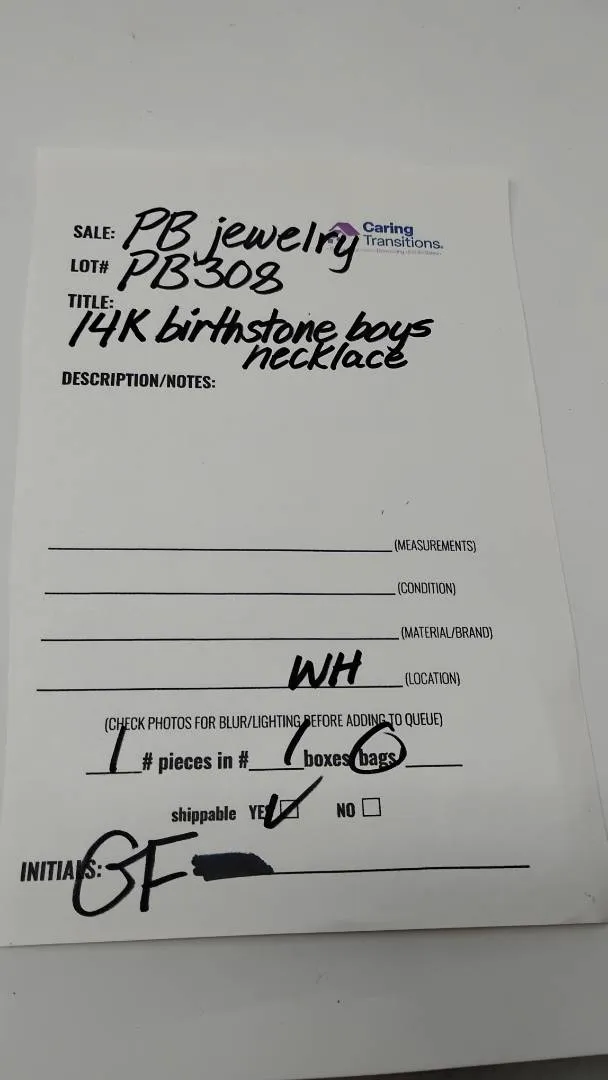 SALE: PB jewelry
Caring
Transitions.
LOT# PB308
TITLE:
14K birthstone boys
necklace
DESCRIPTION/NOTES:
(MEASUREMENTS)
(CONDITION)
(MATERIAL/BRAND)
WH (LOCATION)
(CHECK PHOTOS FOR BLUR/LIGHTING BEFORE ADDING TO QUEUE)
1 # pieces in # 1 boxes/bags
shippable YES ☑ NO ☐
INITIALS: GF